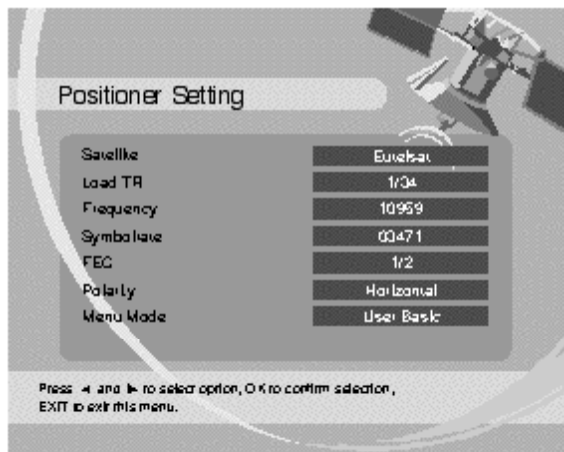 Positioner Setting
Satellite Eutelsat
Load TR 1/34
Frequency 10959
Symbolrate 03471
FEC 1/2
Polarity Horizontal
Menu Mode User Basic
Press ◄ and ► to select option, OK to confirm selection,
EXIT to exit this menu.